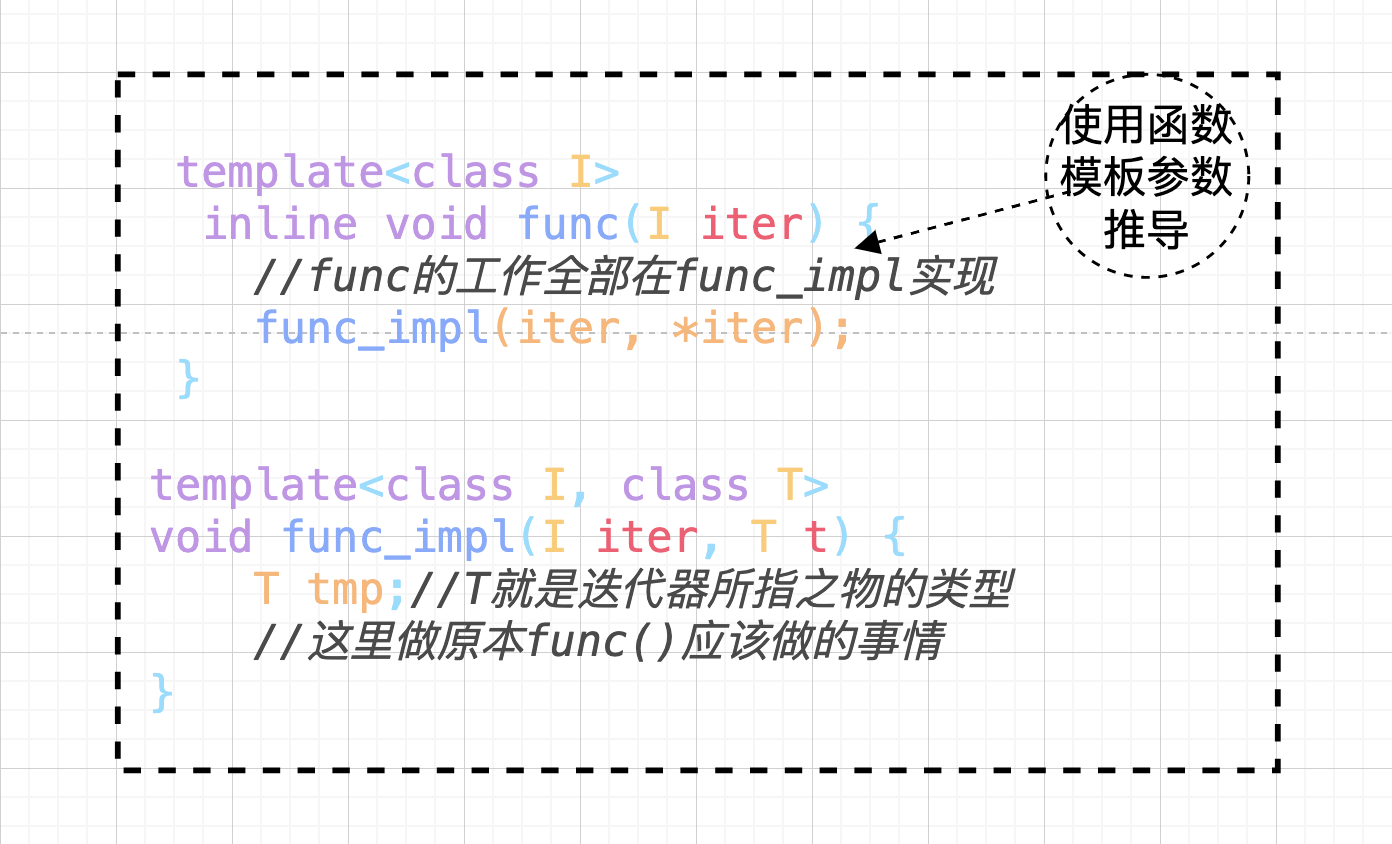 使用函数
模板参数
推导
template<class I>
inline void func(I iter) {
//func的工作全部在func_impl实现
func_impl(iter, *iter);
}
template<class I, class T>
void func_impl(I iter, T t) {
T tmp;//T就是迭代器所指之物的类型
//这里做原本func()应该做的事情
}